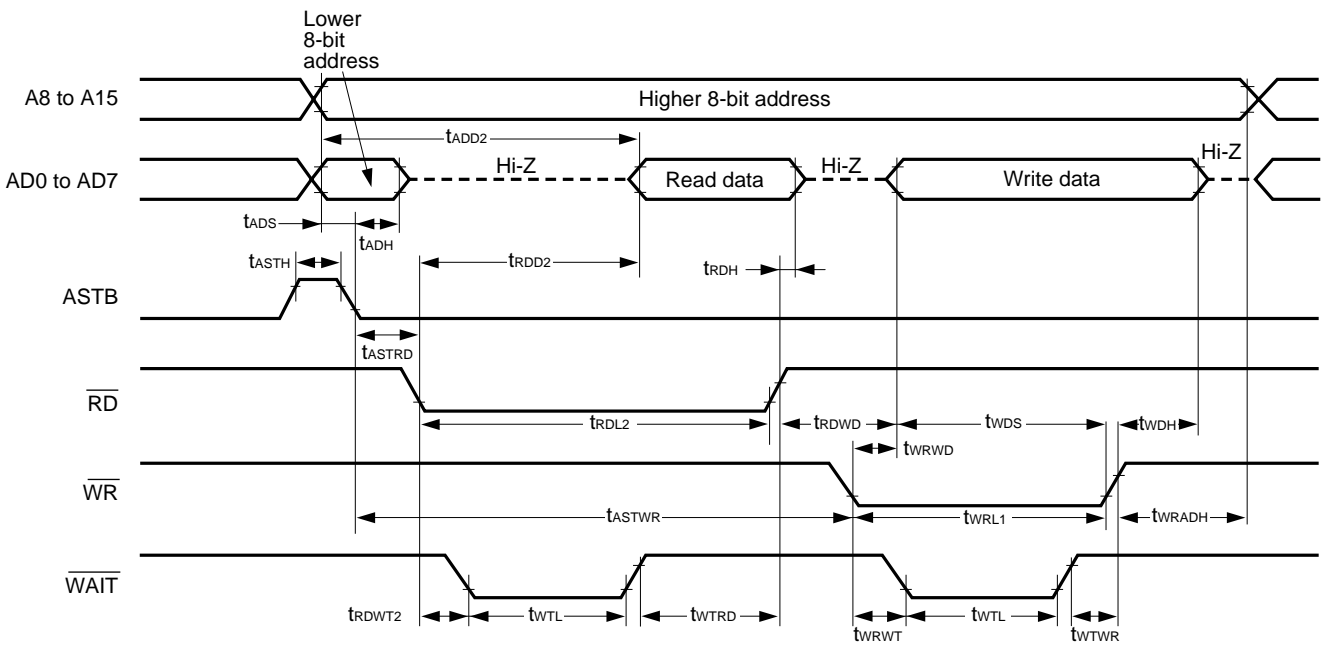 Lower
8-bit
address
A8 to A15
Higher 8-bit address
tADD2
AD0 to AD7
Hi-Z
Read data
Hi-Z
Write data
Hi-Z
tADS
tADH
tASTH
tRDD2
tRDH
ASTB
tASTRD
RD
tRDL2
tRDWD
tWDS
tWDH
tWRWD
WR
tASTWR
tWRL1
tWRADH
WAIT
tRDWT2
tWTL
tWTRD
tWRWT
tWTL
tWTWR